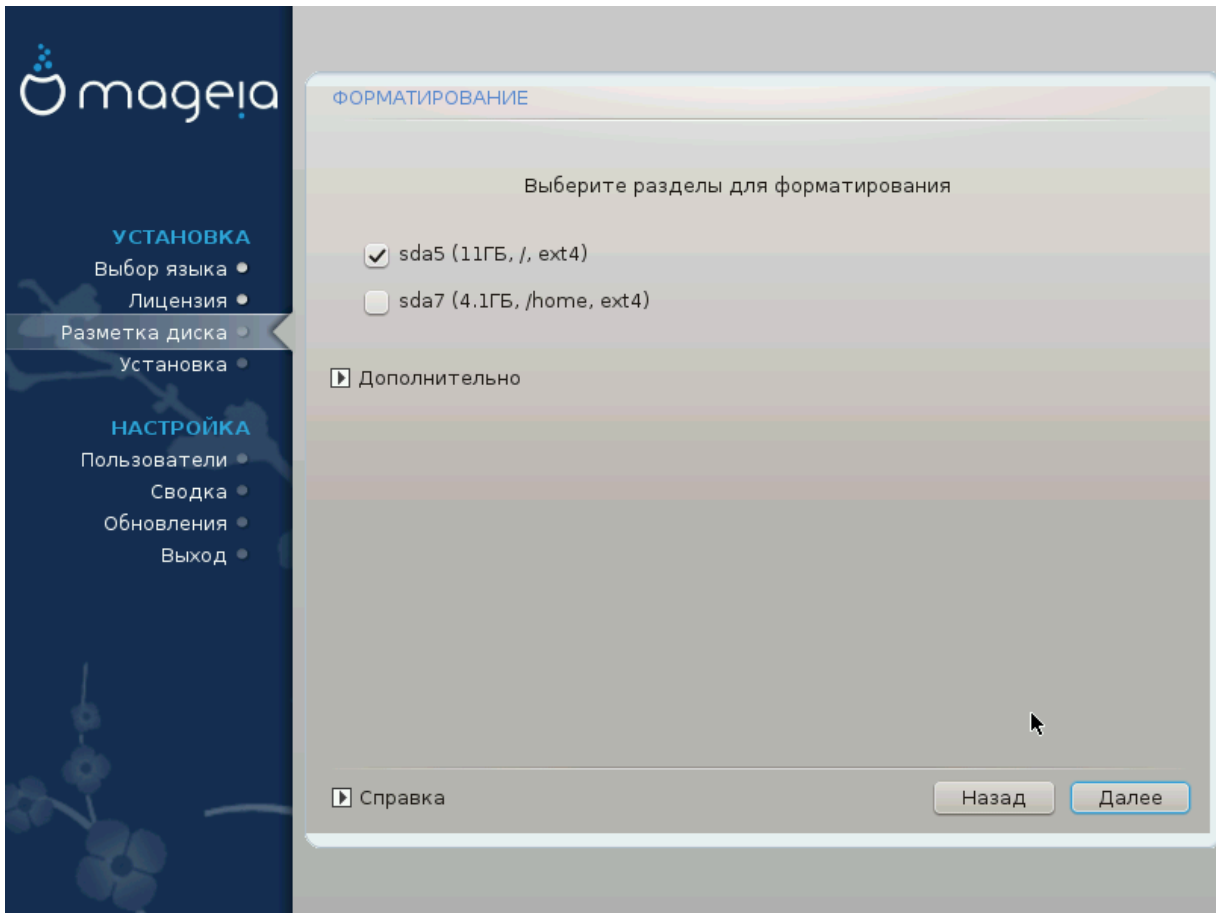 mageia
УСТАНОВКА
Выбор языка
Лицензия
Разметка диска
Установка
НАСТРОЙКА
Пользователи
Сводка
Обновления
Выход
ФОРМАТИРОВАНИЕ
Выберите разделы для форматирования
sda5 (11ГБ, /, ext4)
sda7 (4.1ГБ, /home, ext4)
Дополнительно
Справка
Назад
Далее